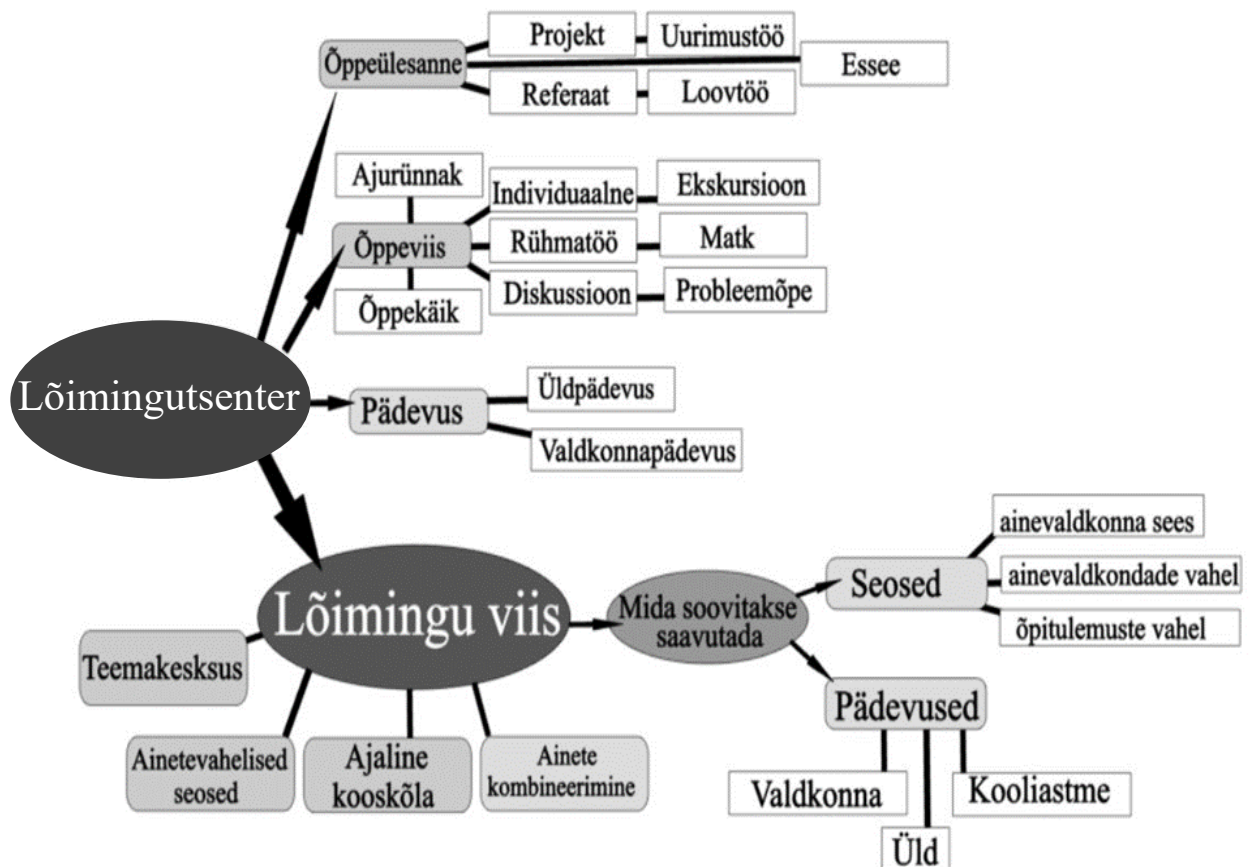 Projekt
Uurimustöö
Õppeülesanne
Essee
Referaat
Loovtöö
Ajurünnak
Individuaalne
Ekskursioon
Õppeviis
Rühmatöö
Matk
Diskussioon
Probleemõpe
Õppekäik
Lõimingutsenter
Pädevus
Üldpädevus
Valdkonnapädevus
Lõimingu viis
Mida soovitakse
saavutada
Seosed
ainevaldkonna sees
ainevaldkondade vahel
õpitulemuste vahel
Teemakesksus
Ainetevahelised
seosed
Ajaline
kooskõla
Ainete
kombineerimine
Pädevused
Valdkonna
Üld
Kooliastme